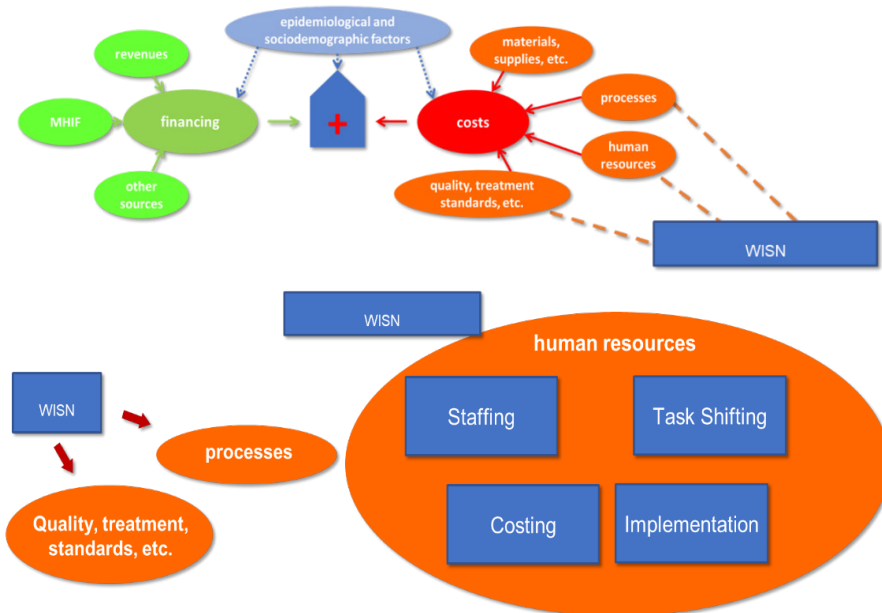 epidemiological and
sociodemographic factors
revenues
materials,
supplies, etc.
MHIF
financing
costs
processes
human
resources
other
sources
quality, treatment
standards, etc.
WISN
WISN
human resources
WISN
Staffing
Task Shifting
processes
Quality, treatment,
standards, etc.
Costing
Implementation